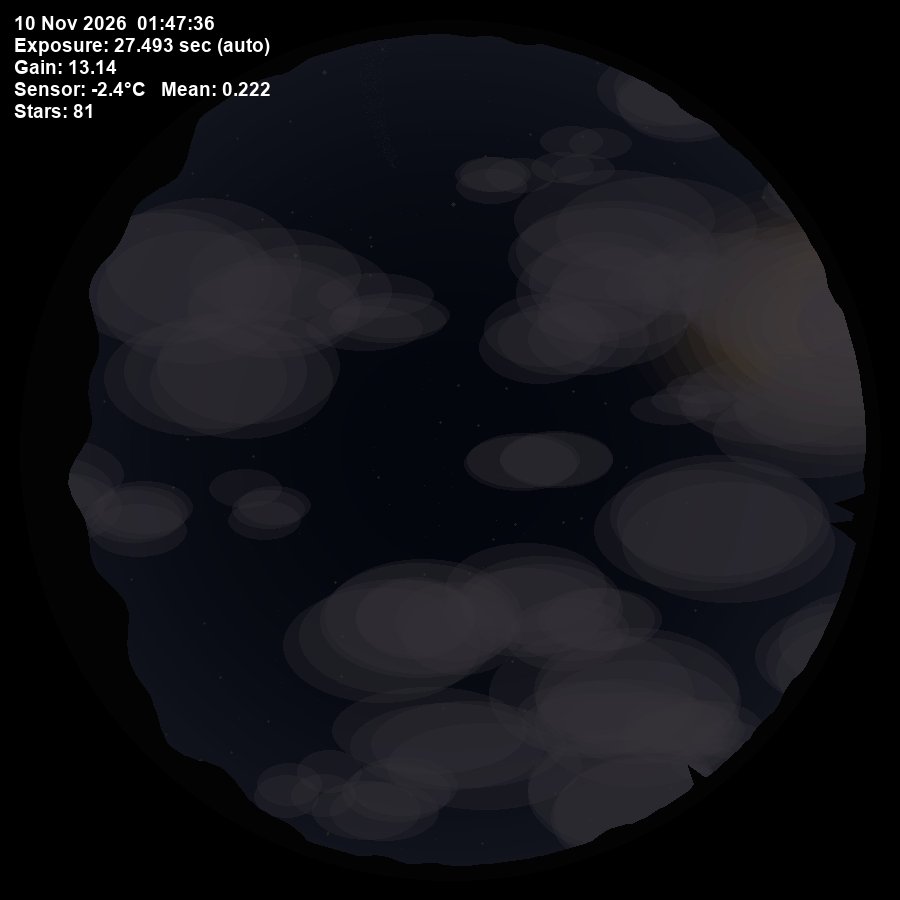 10 Nov 2026  01:47:36
Exposure: 27.493 sec (auto)
Gain: 13.14
Sensor: -2.4°C   Mean: 0.222
Stars: 81